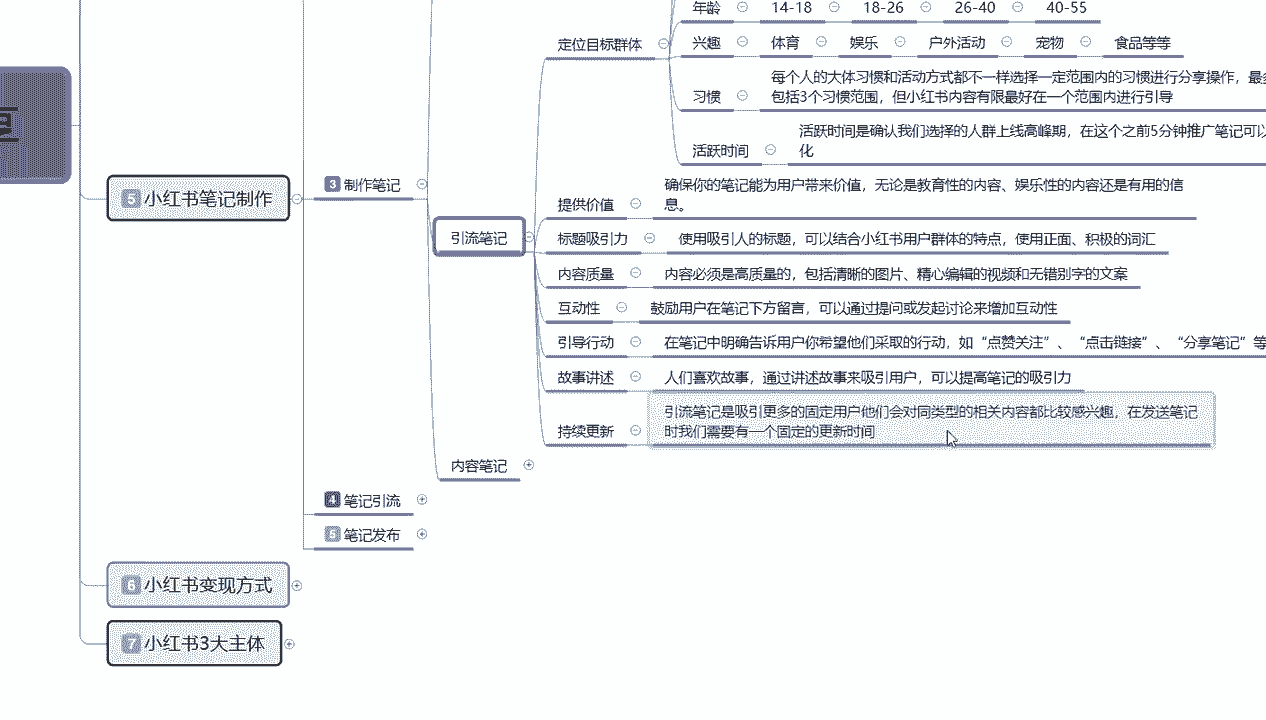 年龄 14-18 18-26 26-40 40-55
定位目标群体
兴趣 体育 娱乐 户外活动 宠物 食品等等
每个人的大体习惯和活动方式都不一样选择一定范围内的习惯进行分享操作，最
习惯
包括3个习惯范围，但小红书内容有限最好在一个范围内进行引导
活跃时间是确认我们选择的人群上线高峰期，在这个之前5分钟推广笔记可以
活跃时间
化
5 小红书笔记制作
3 制作笔记
确保你的笔记能为用户带来价值，无论是教育性的内容、娱乐性的内容还是有用的信
提供价值
息。
引流笔记
标题吸引力 使用吸引人的标题，可以结合小红书用户群体的特点，使用正面、积极的词汇
内容质量 内容必须是高质量的，包括清晰的图片、精心编辑的视频和无错别字的文案
互动性 鼓励用户在笔记下方留言，可以通过提问或发起讨论来增加互动性
引导行动 在笔记中明确告诉用户你希望他们采取的行动，如“点赞关注”、“点击链接”、“分享笔记”等
故事讲述 人们喜欢故事，通过讲述故事来吸引用户，可以提高笔记的吸引力
引流笔记是吸引更多的固定用户他们会对同类型的相关内容都比较感兴趣，在发送笔记
持续更新
时我们需要有一个固定的更新时间
内容笔记
4 笔记引流
5 笔记发布
6 小红书变现方式
7 小红书3大主体